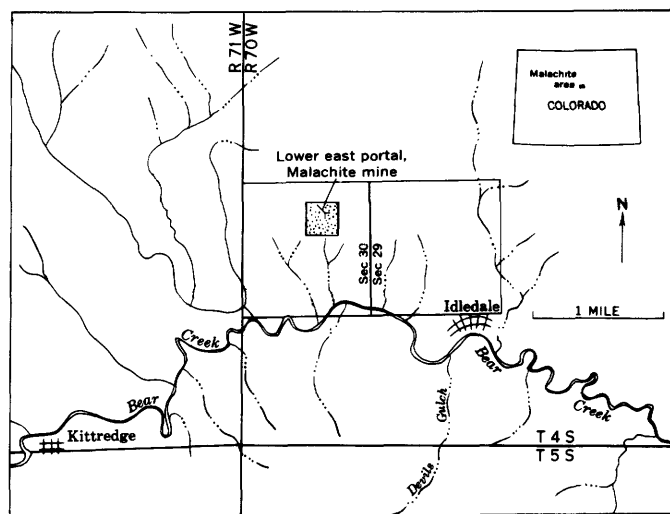 R 71 W
R 70 W
Malachite
area
COLORADO
Lower east portal,
Malachite mine
N
Sec 30
Sec 29
Idledale
1 MILE
Creek
Bear
Bear
Creek
Kittredge
Gulch
Devils
T 4 S
T 5 S